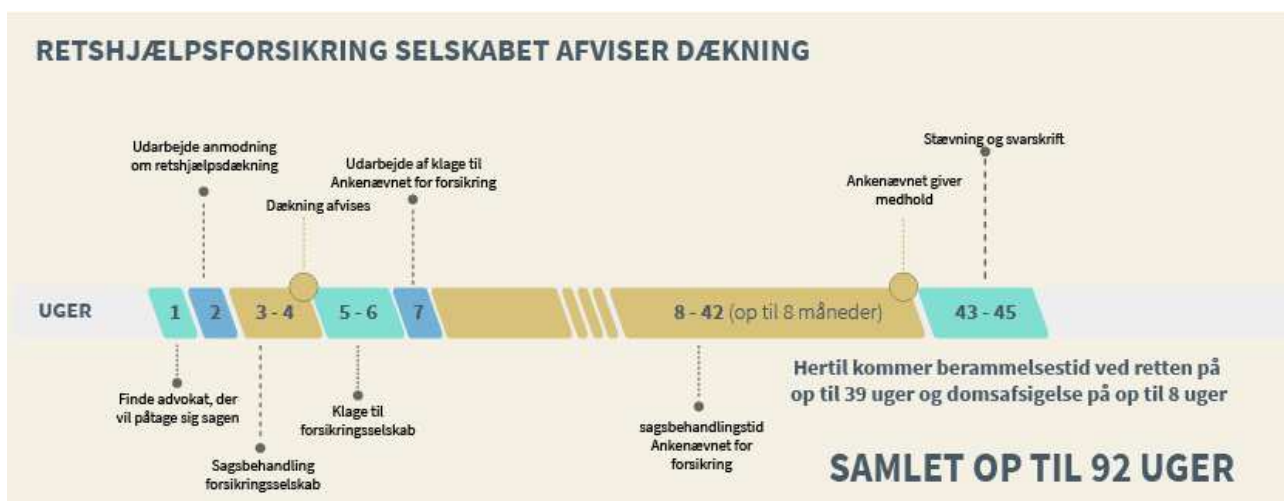 RETSHJÆLPSFORSIKRING SELSKABET AFVISER DÆKNING
Udarbejde anmodning
om retshjælpsdækning
Dækning afvises
Udarbejde af klage til
Ankenævnet for forsikring
Ankenævnet giver
medhold
Stævning og svarskrift
UGER
1
2
3 - 4
5 - 6
7
8 - 42 (op til 8 måneder)
43 - 45
Finde advokat, der
vil påtage sig sagen
Sagsbehandling
forsikringsselskab
Klage til
forsikringsselskab
sagsbehandlingstid
Ankenævnet for
forsikring
Hertil kommer berammelsestid ved retten på
op til 39 uger og domsafsigelse på op til 8 uger
SAMLET OP TIL 92 UGER